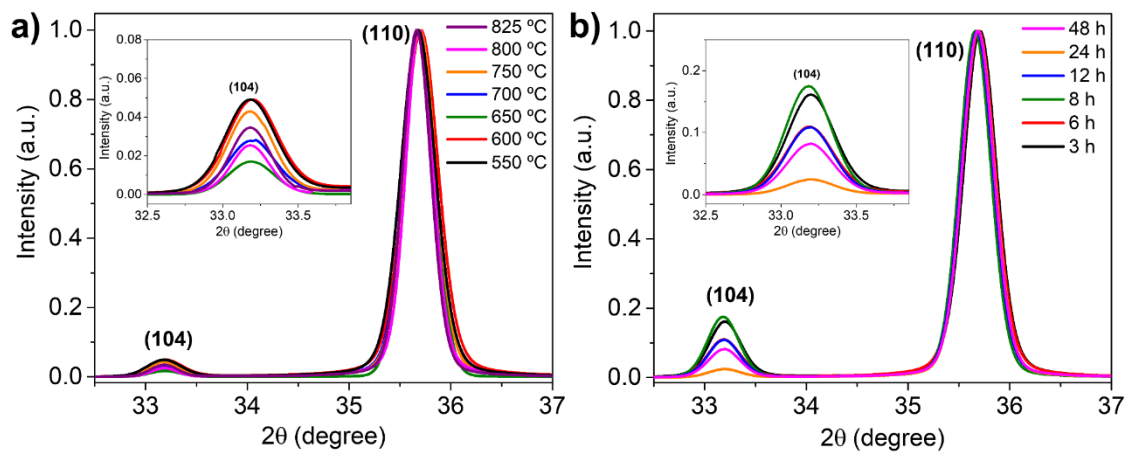 a)
1.0
0.8
0.6
0.4
0.2
0.0
Intensity (a.u.)
33
34
35
36
37
2θ (degree)
(104)
(110)
825 ºC
800 ºC
750 ºC
700 ºC
650 ºC
600 ºC
550 ºC
0.08
0.06
0.04
0.02
0.00
Intensity (a.u.)
(104)
32.5
33.0
33.5
2θ (degree)
b)
1.0
0.8
0.6
0.4
0.2
0.0
Intensity (a.u.)
33
34
35
36
37
2θ (degree)
(104)
(110)
48 h
24 h
12 h
8 h
6 h
3 h
0.2
0.1
0.0
Intensity (a.u.)
(104)
32.5
33.0
33.5
2θ (degree)